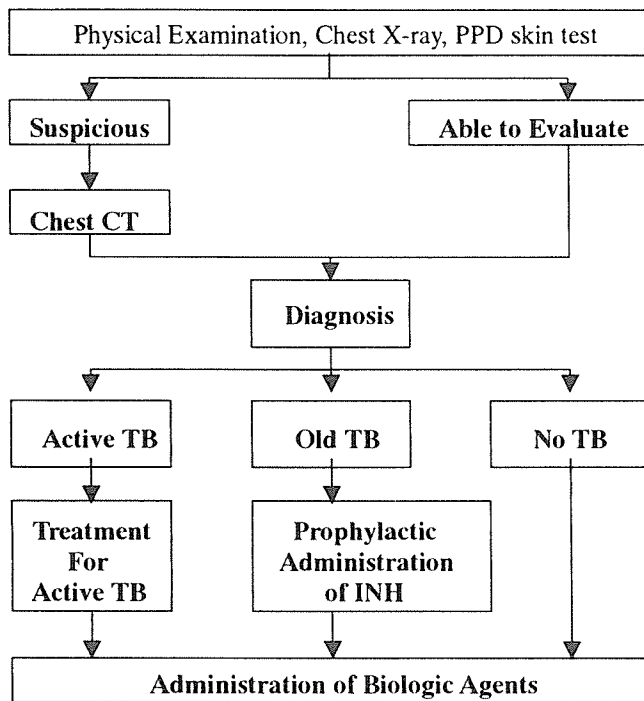 Physical Examination, Chest X-ray, PPD skin test
Suspicious
Able to Evaluate
Chest CT
Diagnosis
Active TB
Old TB
No TB
Treatment
For
Active TB
Prophylactic
Administration
of INH
Administration of Biologic Agents